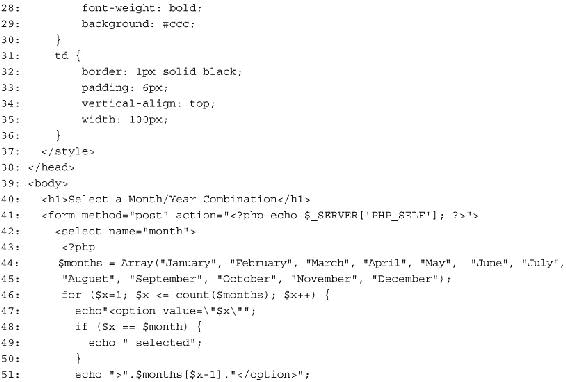 28:         font-weight: bold;
29:         background: #ccc;
30:     }
31:     td {
32:         border: 1px solid black;
33:         padding: 6px;
34:         vertical-align: top;
35:         width: 100px;
36:     }
37:   </style>
38: </head>
39: <body>
40:   <h1>Select a Month/Year Combination</h1>
41:   <form method="post" action="<?php echo $_SERVER['PHP_SELF']; ?>">
42:     <select name="month">
43:      <?php
44:     $months = Array("January", "February", "March", "April", "May",  "June", "July",
45:      "August", "September", "October", "November", "December");
46:      for ($x=1; $x <= count($months); $x++) {
47:        echo"<option value=\"$x\"";
48:        if ($x == $month) {
49:          echo " selected";
50:        }
51:        echo ">".$months[$x-1]."</option>";